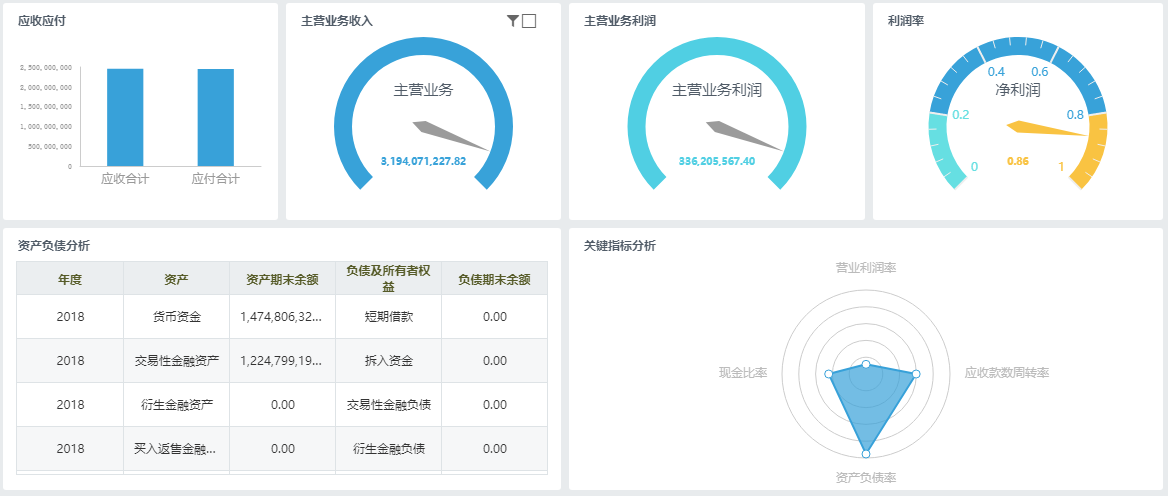 应收应付
2,500,000,000
2,000,000,000
1,500,000,000
1,000,000,000
500,000,000
0
应收合计
应付合计
主营业务收入
主营业务
3,194,071,227.82
主营业务利润
主营业务利润
336,205,567.40
利润率
0.4
0.6
净利润
0.2
0.8
0
0.86
1
资产负债分析
年度 资产 资产期末余额 负债及所有者权
益 负债期末余额
2018 货币资金 1,474,806,32... 短期借款 0.00
2018 交易性金融资产 1,224,799,19... 拆入资金 0.00
2018 衍生金融资产 0.00 交易性金融负债 0.00
2018 买入返售金融... 0.00 衍生金融负债 0.00
关键指标分析
营业利润率
现金比率
应收款数周转率
资产负债率